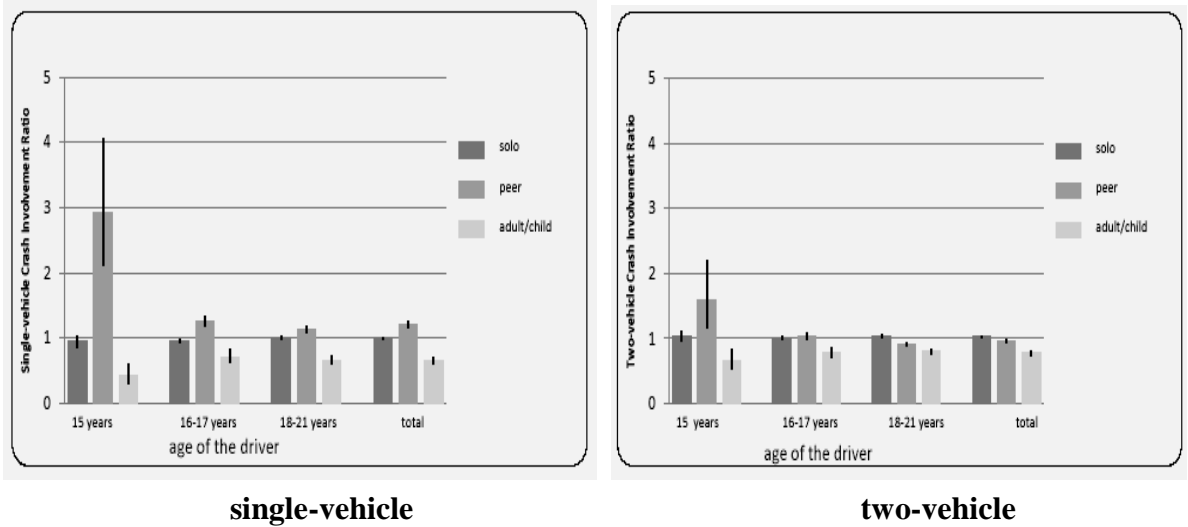 Single-vehicle Crash Involvement Ratio
5
4
3
2
1
0
15 years
16-17 years
18-21 years
total
age of the driver
solo
peer
adult/child
single-vehicle
Two-vehicle Crash Involvement Ratio
5
4
3
2
1
0
15 years
16-17 years
18-21 years
total
age of the driver
solo
peer
adult/child
two-vehicle